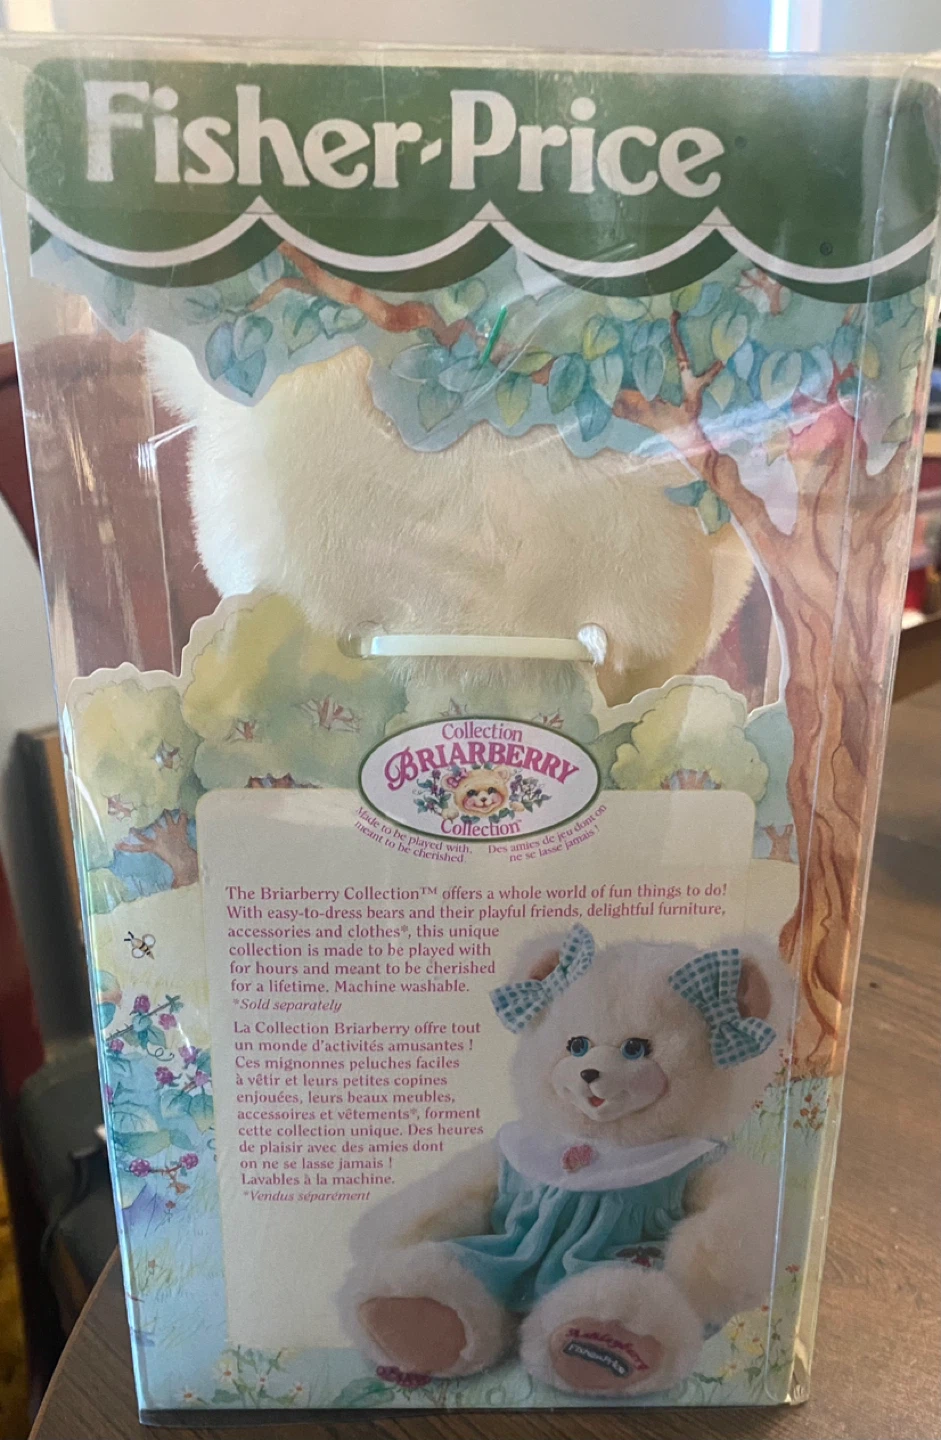 Fisher-Price
Collection
BRIARBERRY
Collection™
Made to be played with,
meant to be cherished
Des amies de jeu dont on
ne se lasse jamais !
The Briarberry Collection™ offers a whole world of fun things to do!
With easy-to-dress bears and their playful friends, delightful furniture,
accessories and clothes*, this unique
collection is made to be played with
for hours and meant to be cherished
for a lifetime. Machine washable.
*Sold separately
La Collection Briarberry offre tout
un monde d'activités amusantes !
Ces mignonnes peluches faciles
à vêtir et leurs petites copines
enjouées, leurs beaux meubles,
accessoires et vêtements*, forment
cette collection unique. Des heures
de plaisir avec des amies dont
on ne se lasse jamais !
Lavables à la machine.
*Vendus séparément
Fisher-Price